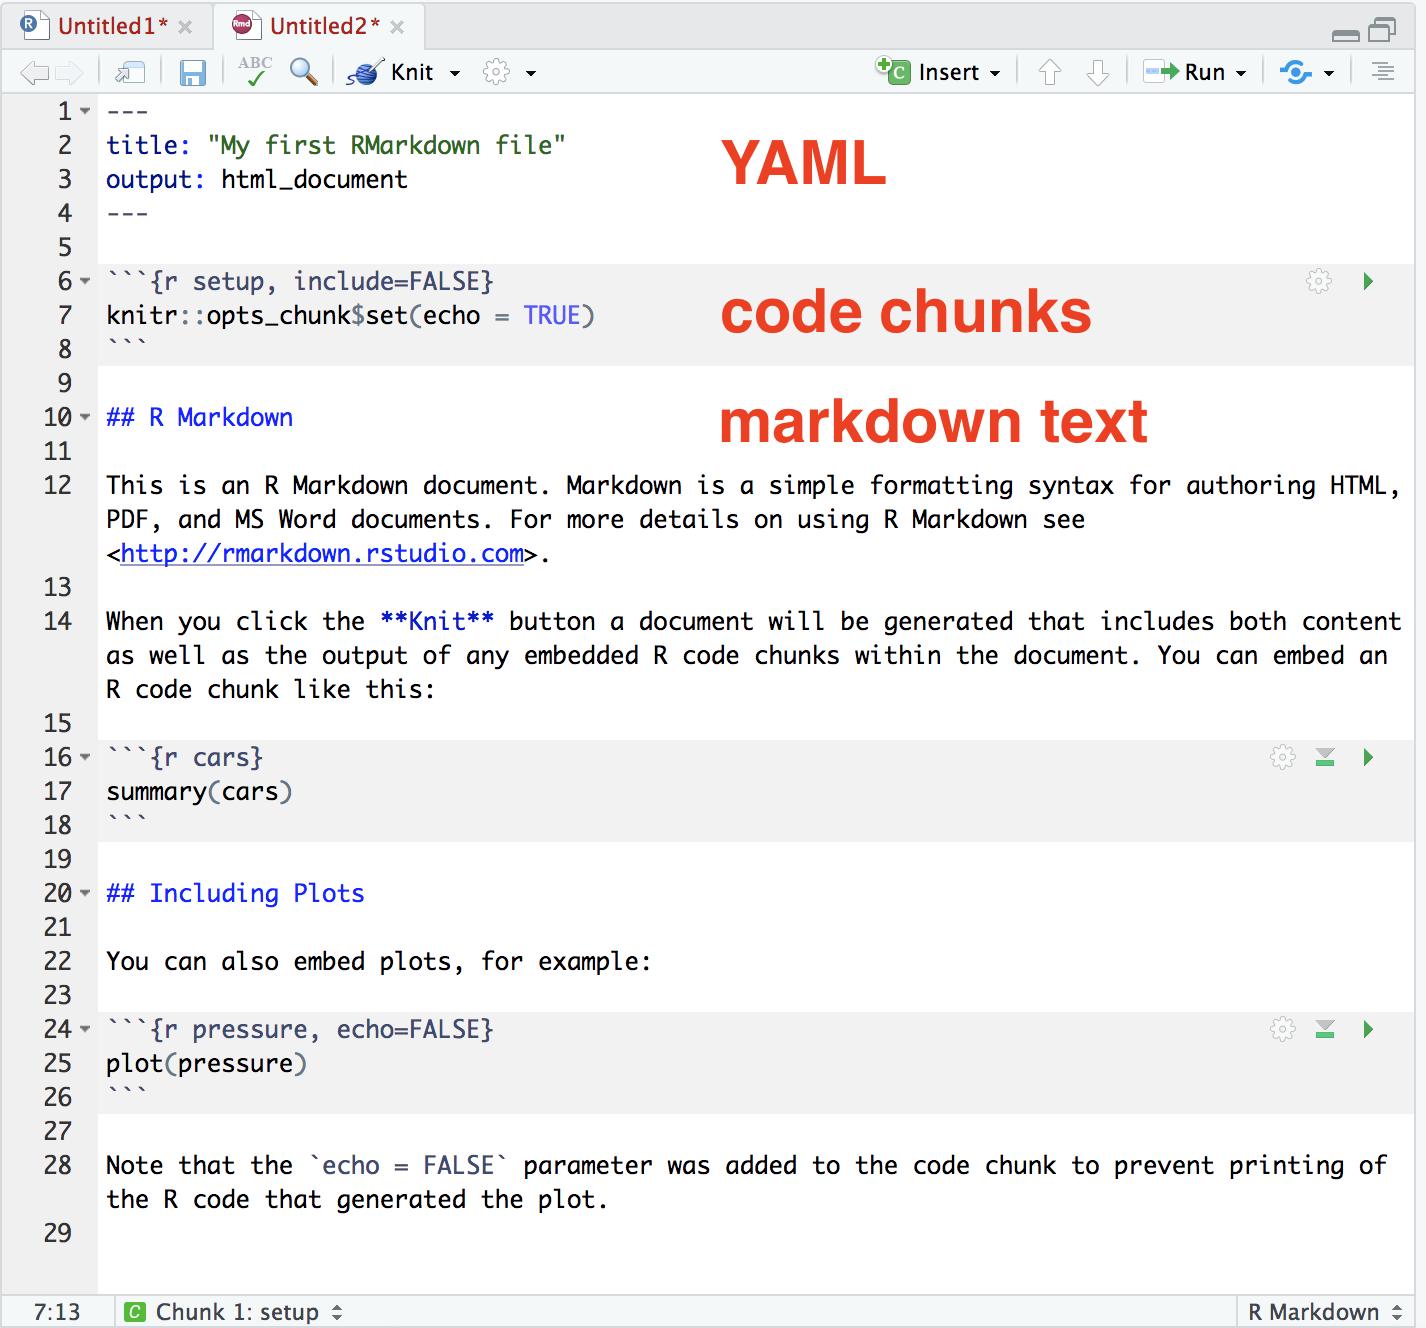 Untitled1* Untitled2*
ABC Knit Insert Run
1 ---
2 title: "My first RMarkdown file"
YAML
3 output: html_document
4 ---
5
6 ```{r setup, include=FALSE}
code chunks
7 knitr::opts_chunk$set(echo = TRUE)
8 ```
9
10 ## R Markdown
markdown text
11
12 This is an R Markdown document. Markdown is a simple formatting syntax for authoring HTML,
PDF, and MS Word documents. For more details on using R Markdown see
<http://rmarkdown.rstudio.com>.
13
14 When you click the **Knit** button a document will be generated that includes both content
as well as the output of any embedded R code chunks within the document. You can embed an
R code chunk like this:
15
16 ```{r cars}
17 summary(cars)
18 ```
19
20 ## Including Plots
21
22 You can also embed plots, for example:
23
24 ```{r pressure, echo=FALSE}
25 plot(pressure)
26 ```
27
28 Note that the `echo = FALSE` parameter was added to the code chunk to prevent printing of
the R code that generated the plot.
29
7:13 C Chunk 1: setup R Markdown